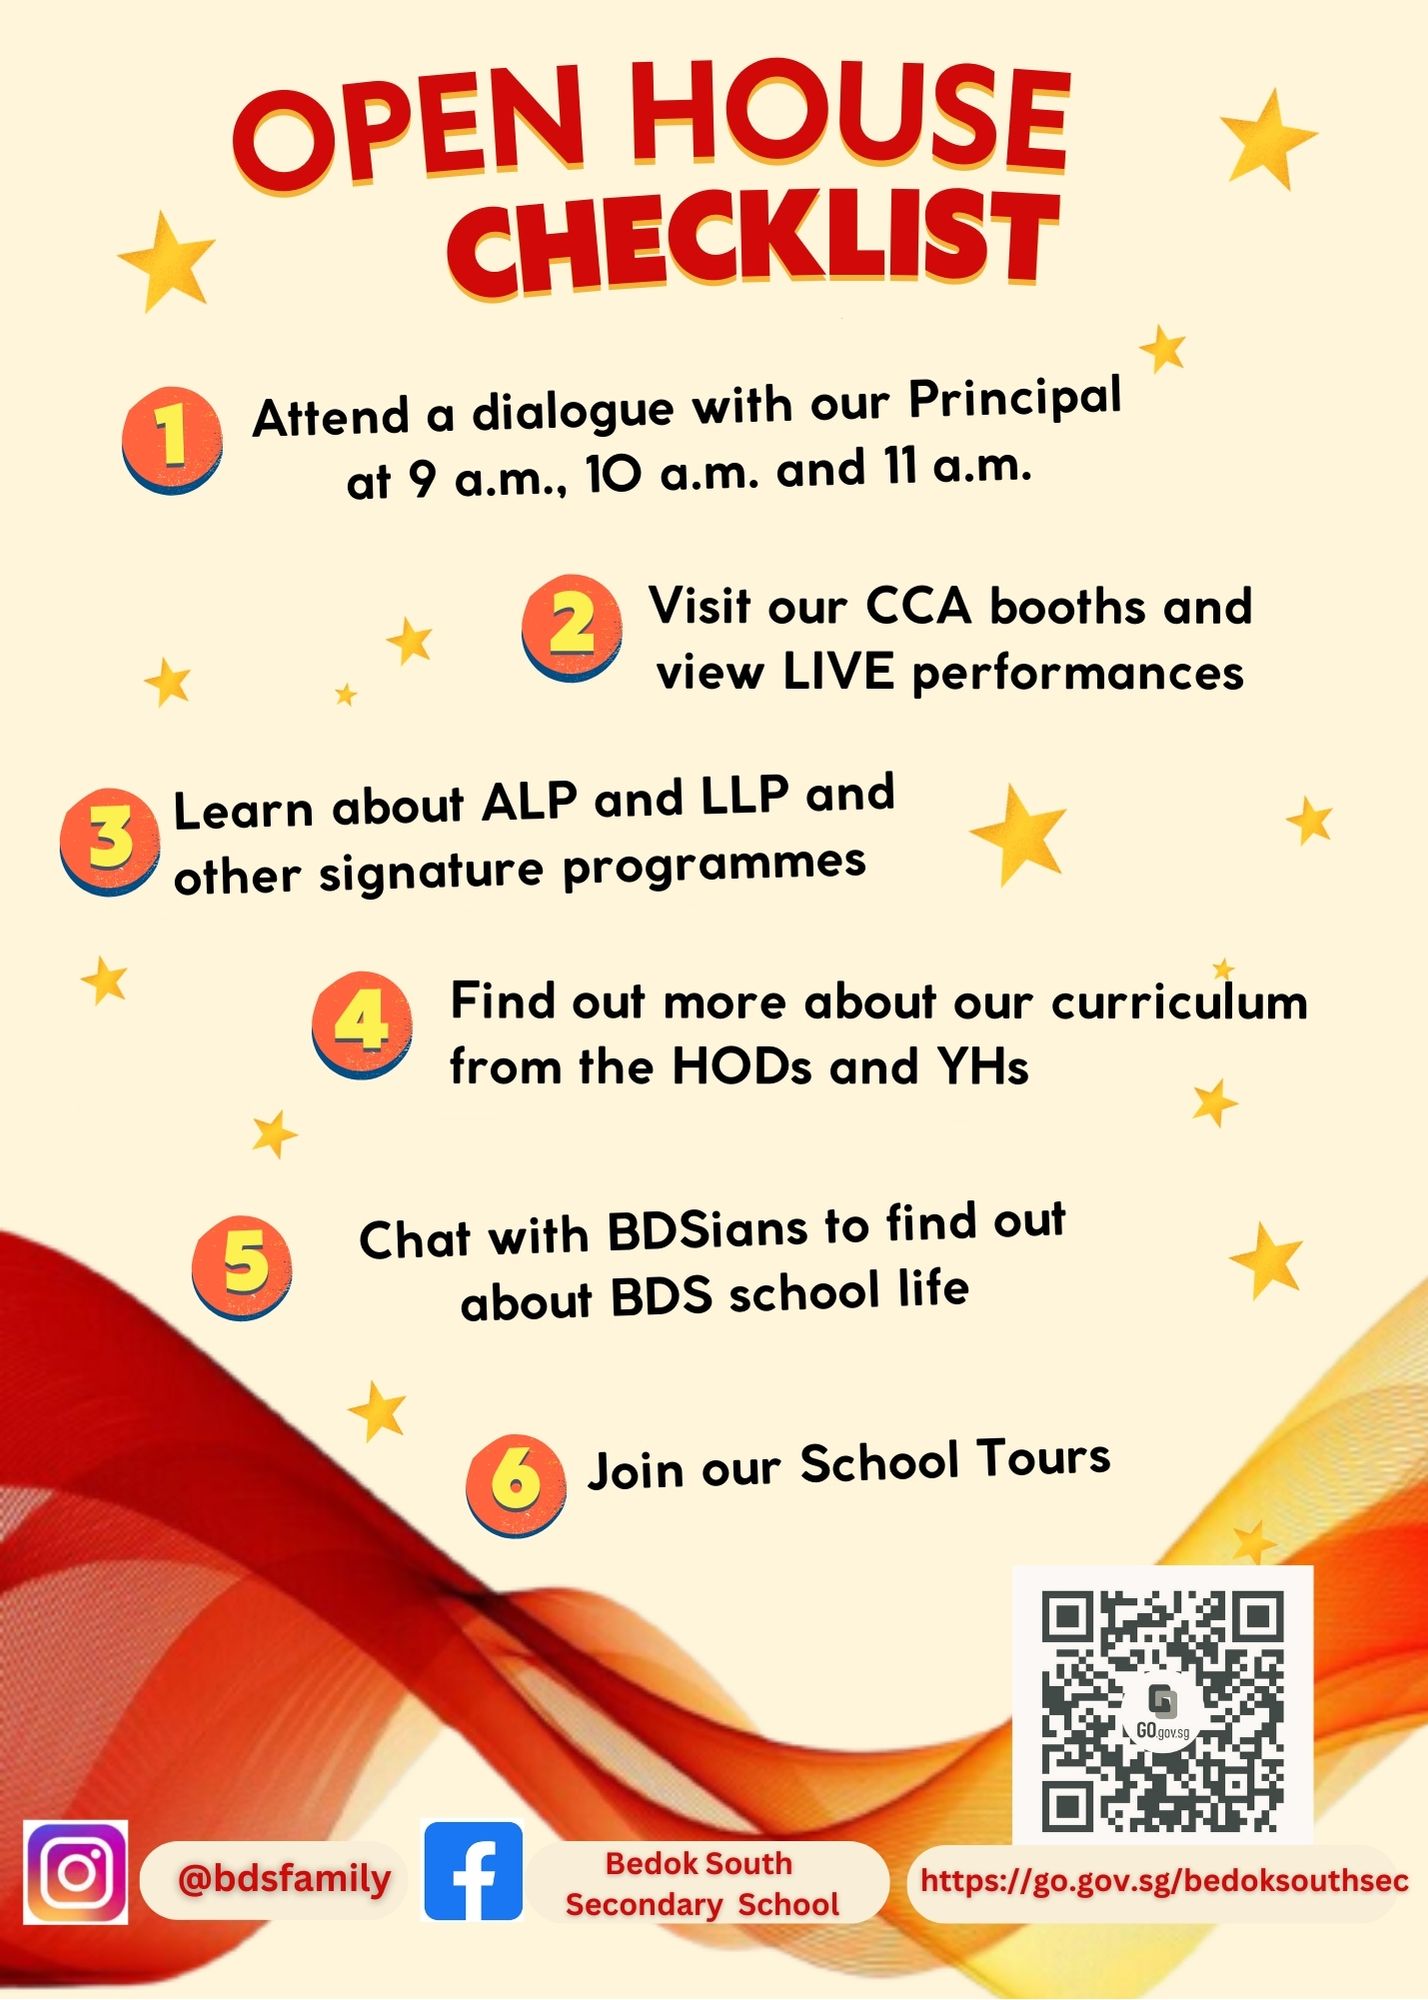 OPEN HOUSE
CHECKLIST
1
Attend a dialogue with our Principal
at 9 a.m., 10 a.m. and 11 a.m.
2
Visit our CCA booths and
view LIVE performances
3
Learn about ALP and LLP and
other signature programmes
4
Find out more about our curriculum
from the HODs and YHs
5
Chat with BDSians to find out
about BDS school life
6
Join our School Tours
GO.gov.sg
@bdsfamily
Bedok South
Secondary School
https://go.gov.sg/bedoksouthsec